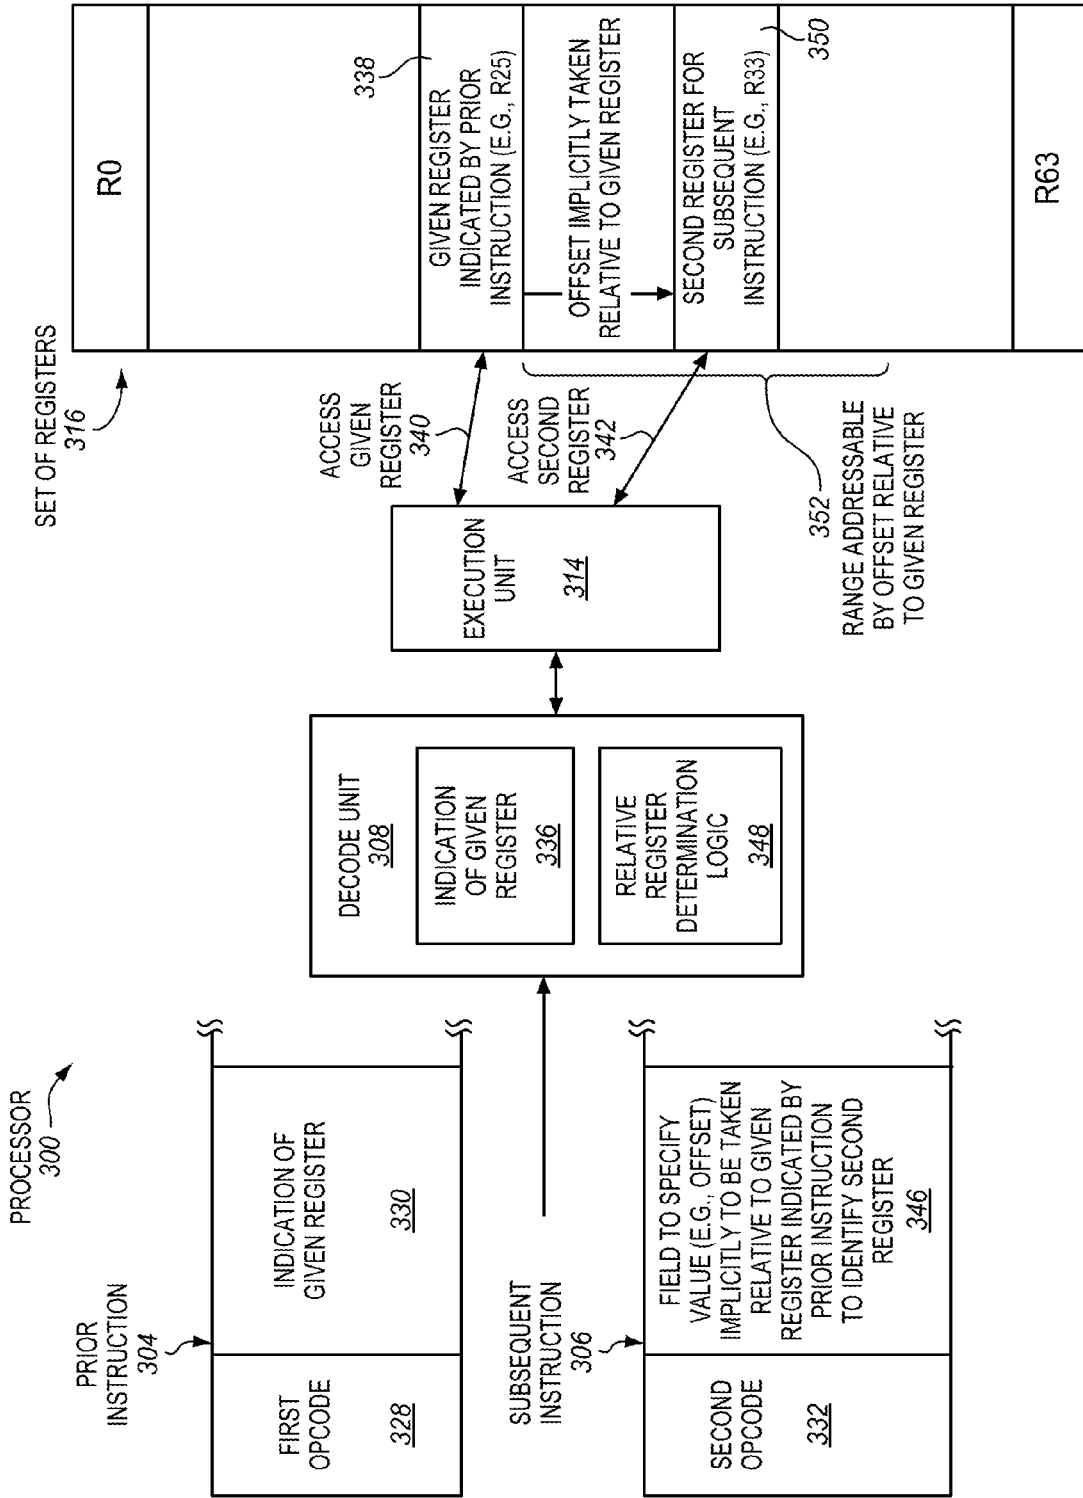 PROCESSOR
300
PRIOR
INSTRUCTION
304
FIRST
OPCODE
328
INDICATION OF
GIVEN REGISTER
330
SUBSEQUENT
INSTRUCTION
306
SECOND
OPCODE
332
FIELD TO SPECIFY
VALUE (E.G., OFFSET)
IMPLICITLY TO BE TAKEN
RELATIVE TO GIVEN
REGISTER INDICATED BY
PRIOR INSTRUCTION
TO IDENTIFY SECOND
REGISTER
346
DECODE UNIT
308
INDICATION
OF GIVEN
REGISTER
336
RELATIVE
REGISTER
DETERMINATION
LOGIC
348
EXECUTION
UNIT
314
ACCESS
GIVEN
REGISTER
340
ACCESS
SECOND
REGISTER
342
352
RANGE ADDRESSABLE
BY OFFSET RELATIVE
TO GIVEN REGISTER
SET OF REGISTERS
316
R0
338
GIVEN REGISTER
INDICATED BY PRIOR
INSTRUCTION (E.G., R25)
OFFSET IMPLICITLY TAKEN
RELATIVE TO GIVEN REGISTER
SECOND REGISTER FOR
SUBSEQUENT
INSTRUCTION (E.G., R33)
350
R63